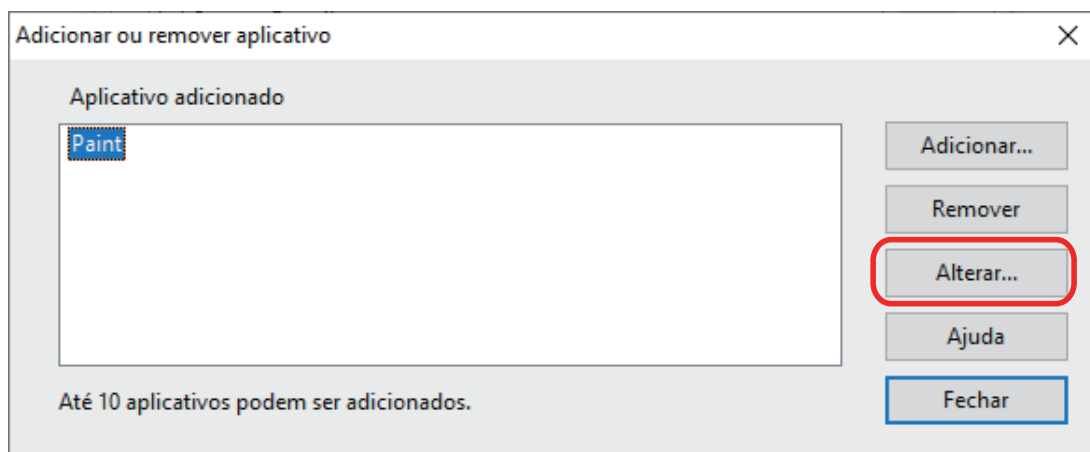 Adicionar ou remover aplicativo
Aplicativo adicionado
Paint
Adicionar...
Remover
Alterar...
Ajuda
Fechar
Até 10 aplicativos podem ser adicionados.